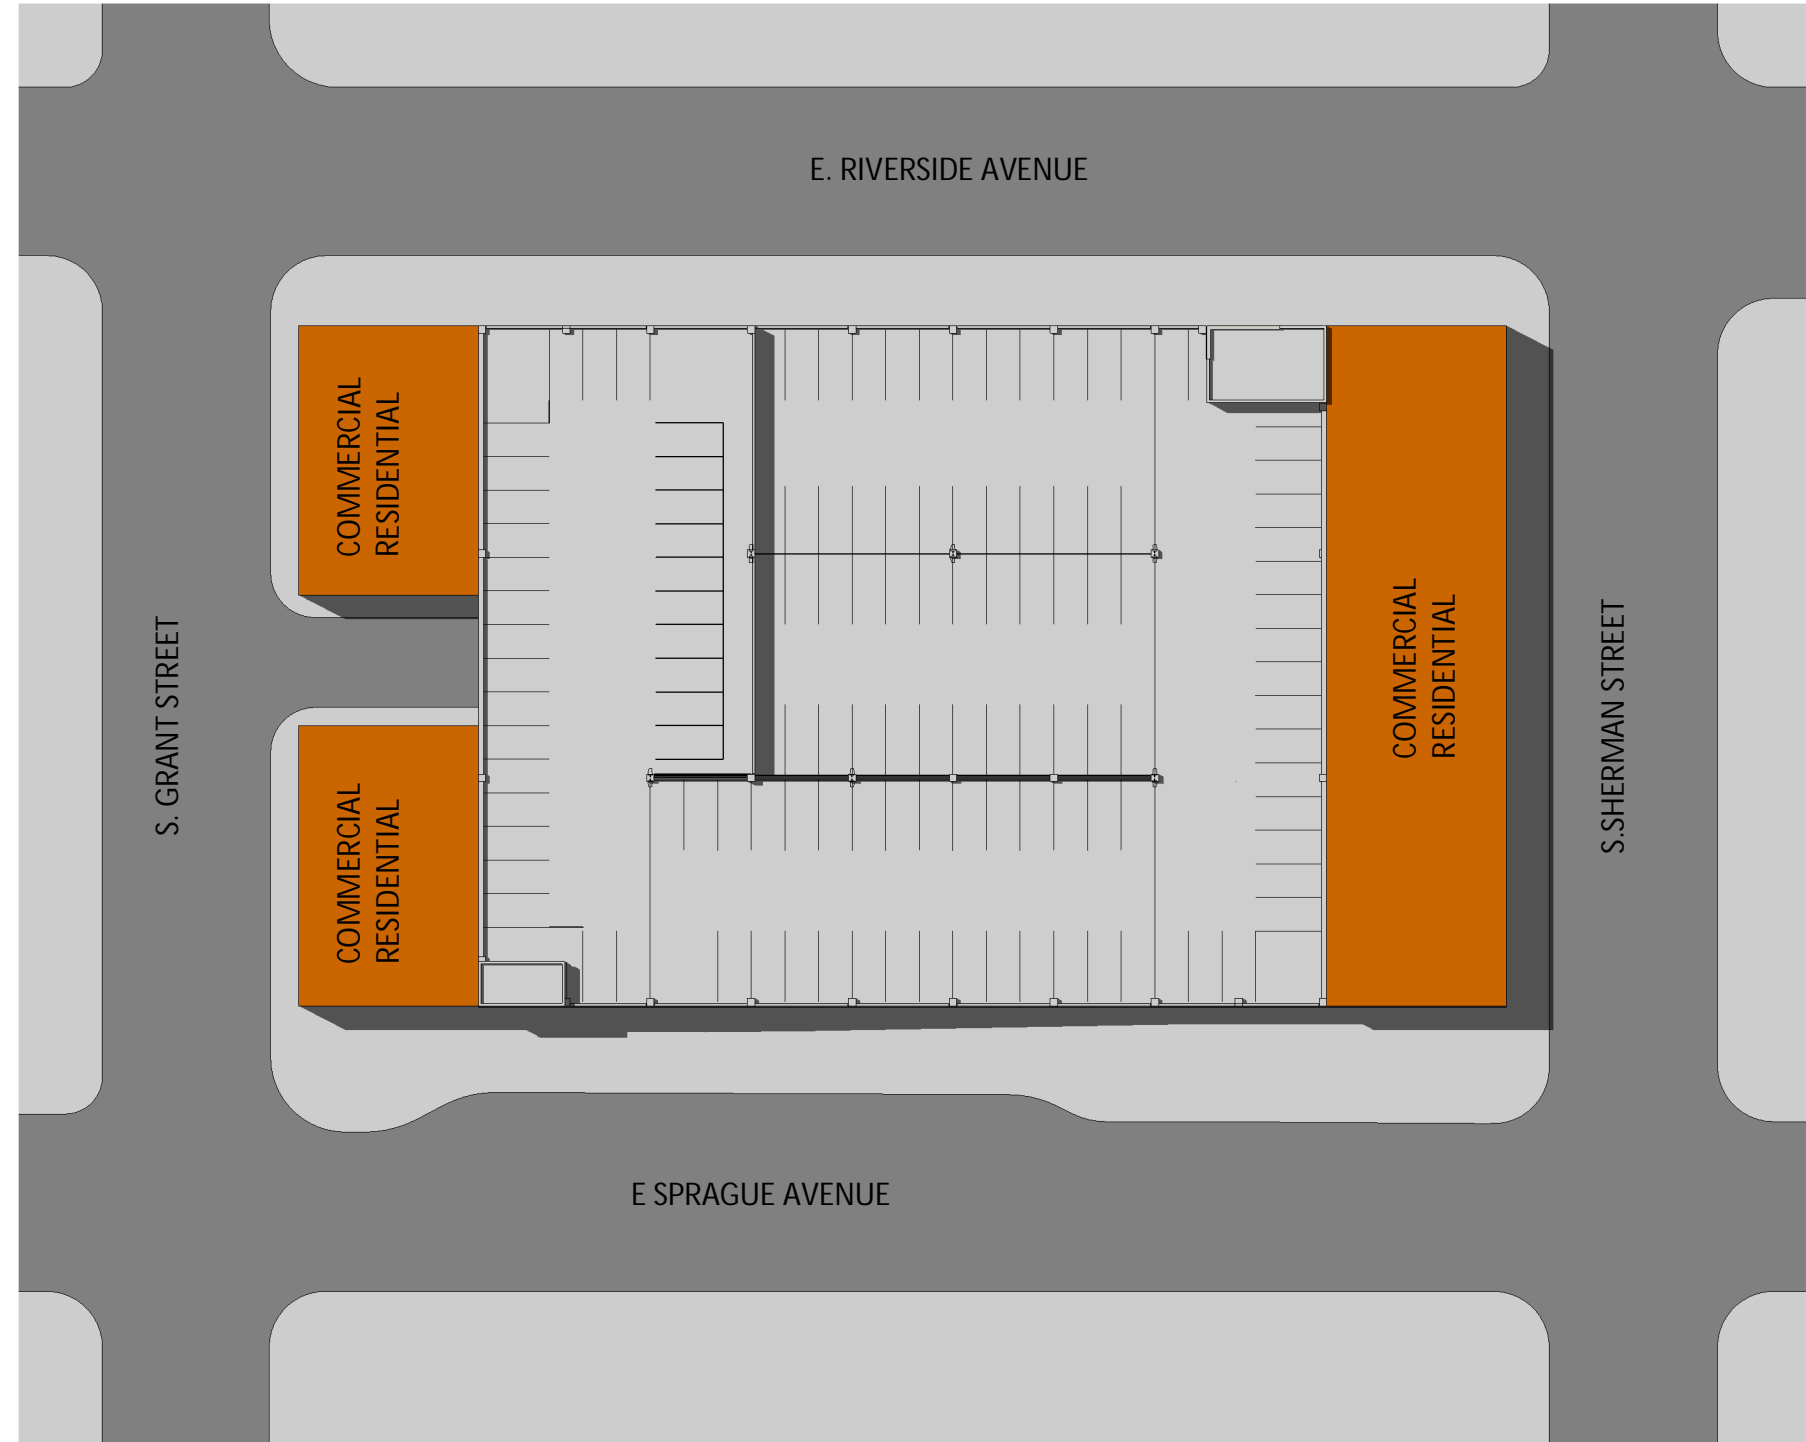 E. RIVERSIDE AVENUE
COMMERCIAL
RESIDENTIAL
S. GRANT STREET
COMMERCIAL
RESIDENTIAL
COMMERCIAL
RESIDENTIAL
S.SHERMAN STREET
E SPRAGUE AVENUE